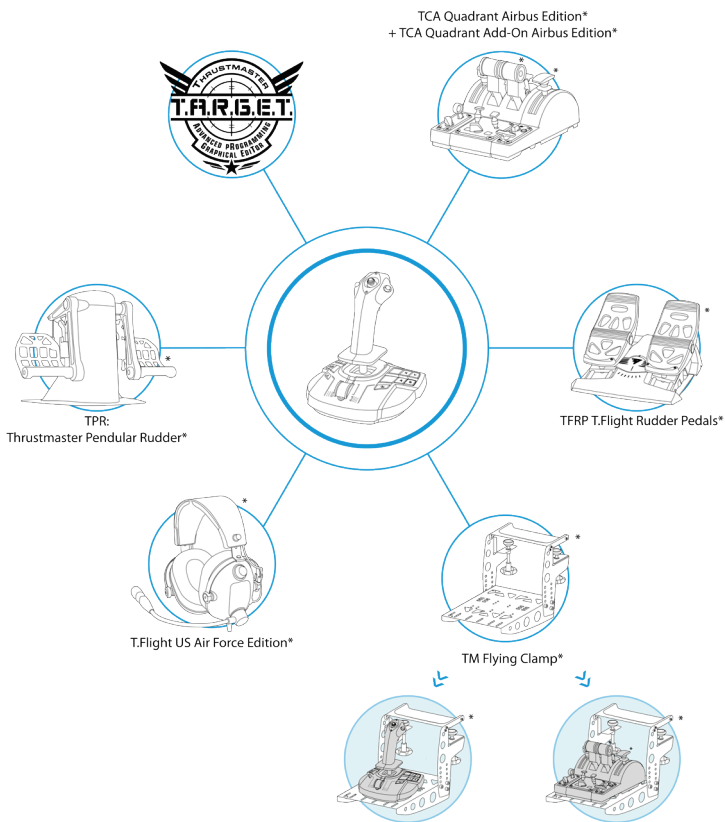 TCA Quadrant Airbus Edition*
+ TCA Quadrant Add-On Airbus Edition*
*
*
THRUSTMASTER
T.A.R.G.E.T.
ADVANCED PROGRAMMING
GRAPHICAL EDITOR
*
*
TPR:
Thrustmaster Pendular Rudder*
TFRP T.Flight Rudder Pedals*
*
*
T.Flight US Air Force Edition*
TM Flying Clamp*
*
*
*